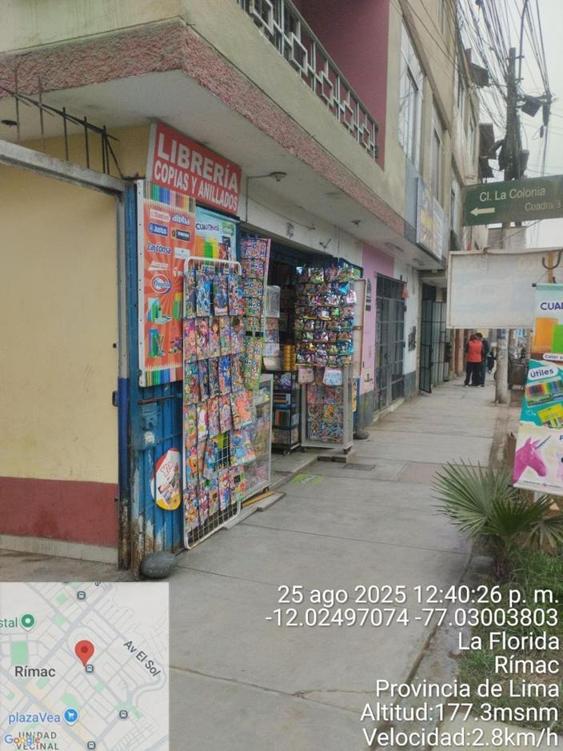 LIBRERÍA
COPIAS Y ANILLADOS
Cl. La Colonia
Cuadra
CUA
Útiles
25 ago 2025 12:40:26 p. m.
-12.02497074 -77.03003803
La Florida
Rímac
Provincia de Lima
Altitud:177.3msnm
Velocidad:2.8km/h
stal
Av El Sol
Rímac
plazaVea
UNIDAD
VECINAL
Google